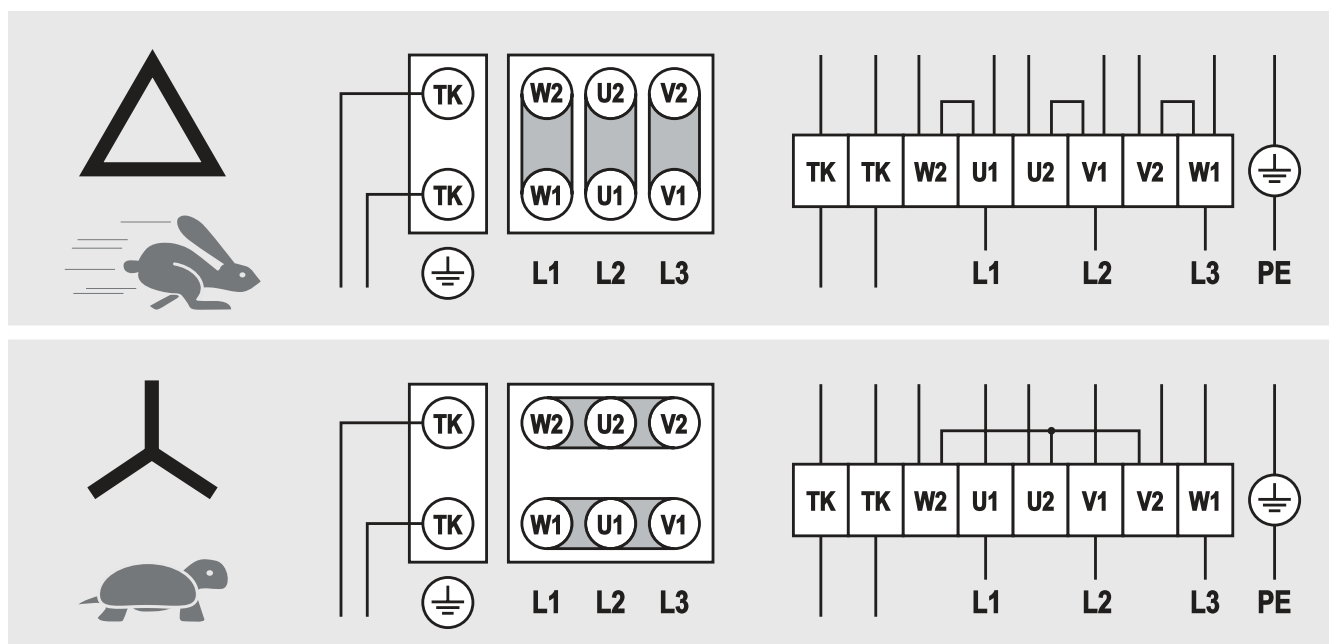 TK W2 U2 V2
TK W1 U1 V1
L1 L2 L3
TK TK W2 U1 U2 V1 V2 W1
L1 L2 L3 PE
TK W2 U2 V2
TK W1 U1 V1
L1 L2 L3
TK TK W2 U1 U2 V1 V2 W1
L1 L2 L3 PE